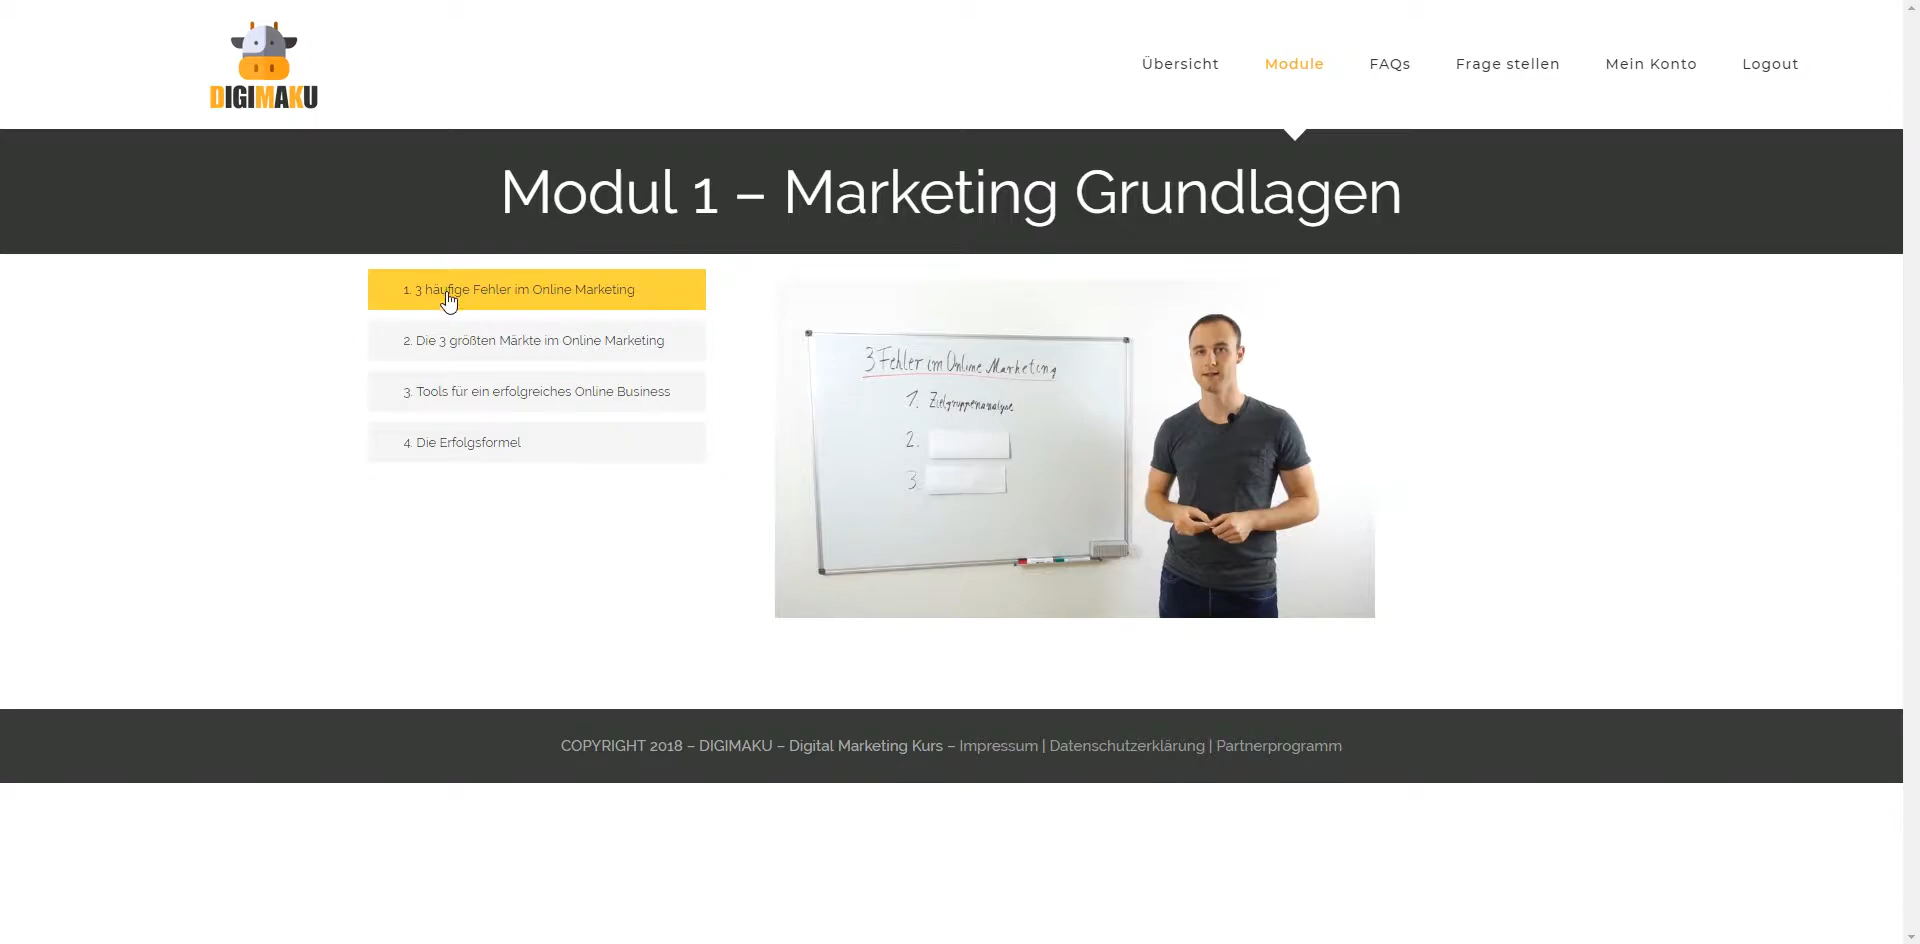 DIGIMAKU
Übersicht
Module
FAQs
Frage stellen
Mein Konto
Logout
Modul 1 – Marketing Grundlagen
1. 3 häufige Fehler im Online Marketing
2. Die 3 größten Märkte im Online Marketing
3. Tools für ein erfolgreiches Online Business
4. Die Erfolgsformel
3 Fehler im Online Marketing
1. Zielgruppenanalyse
2.
3.
COPYRIGHT 2018 – DIGIMAKU – Digital Marketing Kurs – Impressum | Datenschutzerklärung | Partnerprogramm